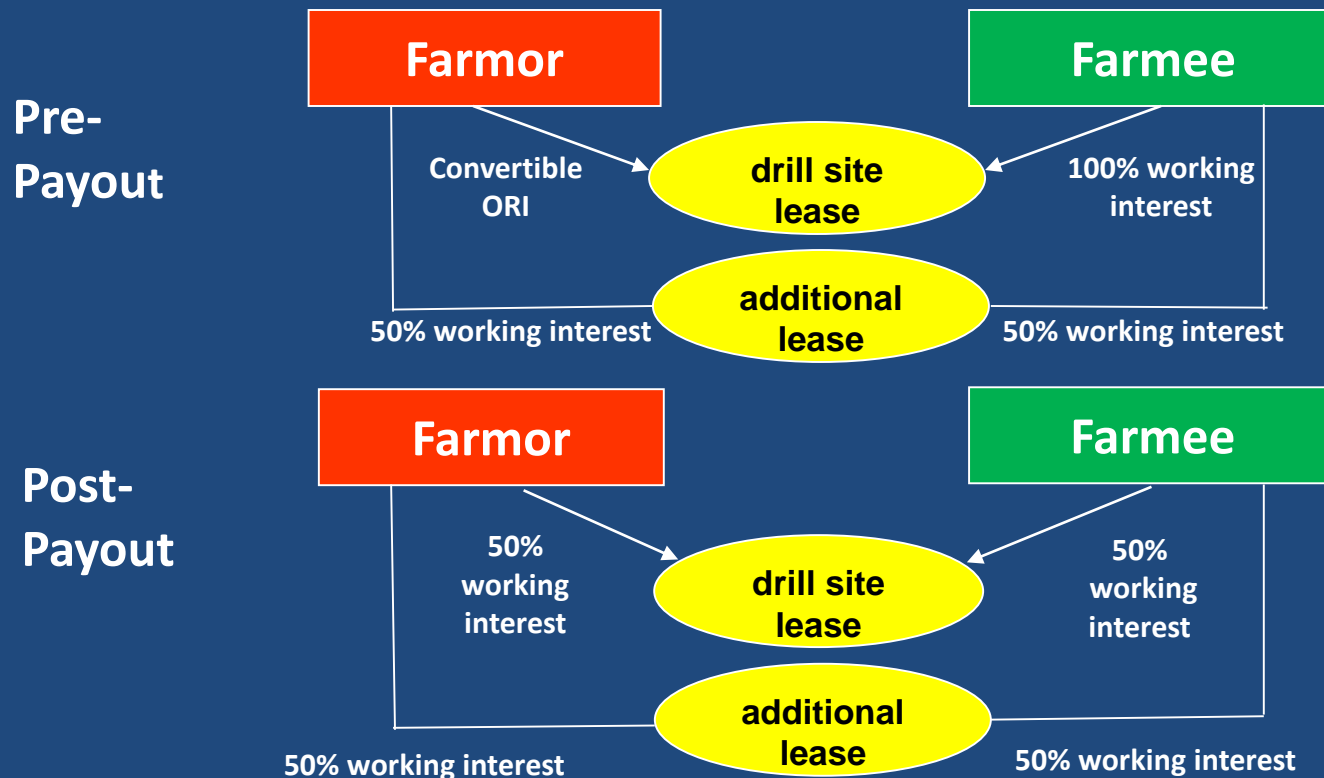 Farmor
Farmee
Pre-
Payout
Convertible
ORI
drill site
lease
100% working
interest
additional
lease
50% working interest
50% working interest
Farmor
Farmee
Post-
Payout
50%
working
interest
drill site
lease
50%
working
interest
additional
lease
50% working interest
50% working interest